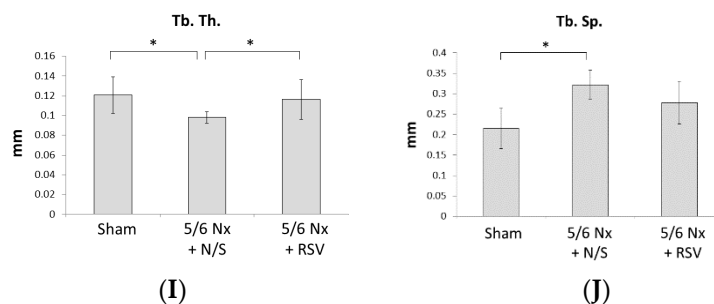 Tb. Th.
*
*
0.16
0.14
0.12
0.1
0.08
0.06
0.04
0.02
0
mm
Sham
5/6 Nx
+ N/S
5/6 Nx
+ RSV
(I)
Tb. Sp.
*
0.4
0.35
0.3
0.25
0.2
0.15
0.1
0.05
0
mm
Sham
5/6 Nx
+ N/S
5/6 Nx
+ RSV
(J)